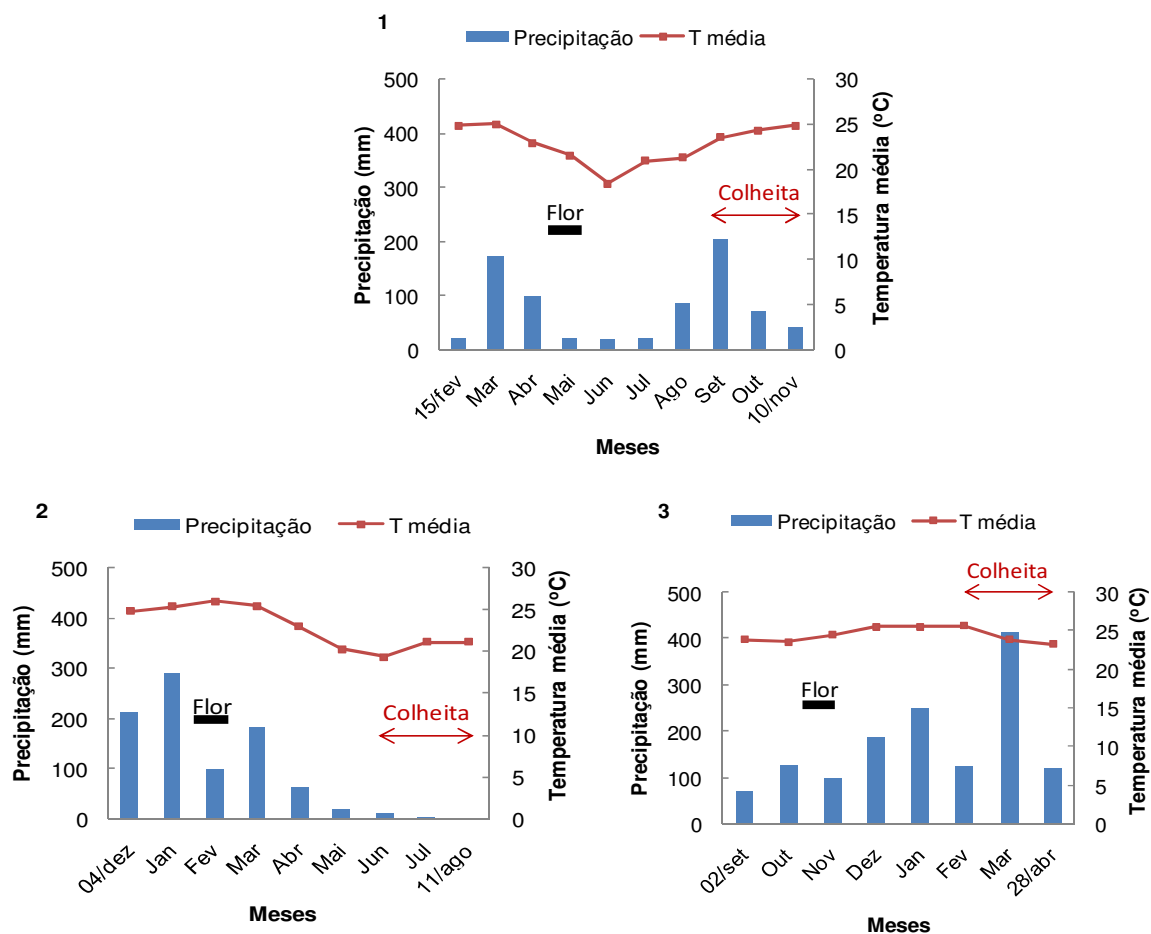 1
Precipitação T média
Precipitação (mm)
500
400
300
200
100
0
30
25
20
15
10
5
0
Temperatura média (ºC)
Flor
Colheita
15/fev Mar Abr Mai Jun Jul Ago Set Out 10/nov
Meses
2
Precipitação T média
Precipitação (mm)
500
400
300
200
100
0
30
25
20
15
10
5
0
Temperatura média (ºC)
Flor
Colheita
04/dez Jan Fev Mar Abr Mai Jun Jul 11/ago
Meses
3
Precipitação T média
Precipitação (mm)
500
400
300
200
100
0
30
25
20
15
10
5
0
Temperatura média (ºC)
Colheita
Flor
02/set Out Nov Dez Jan Fev Mar 28/abr
Meses